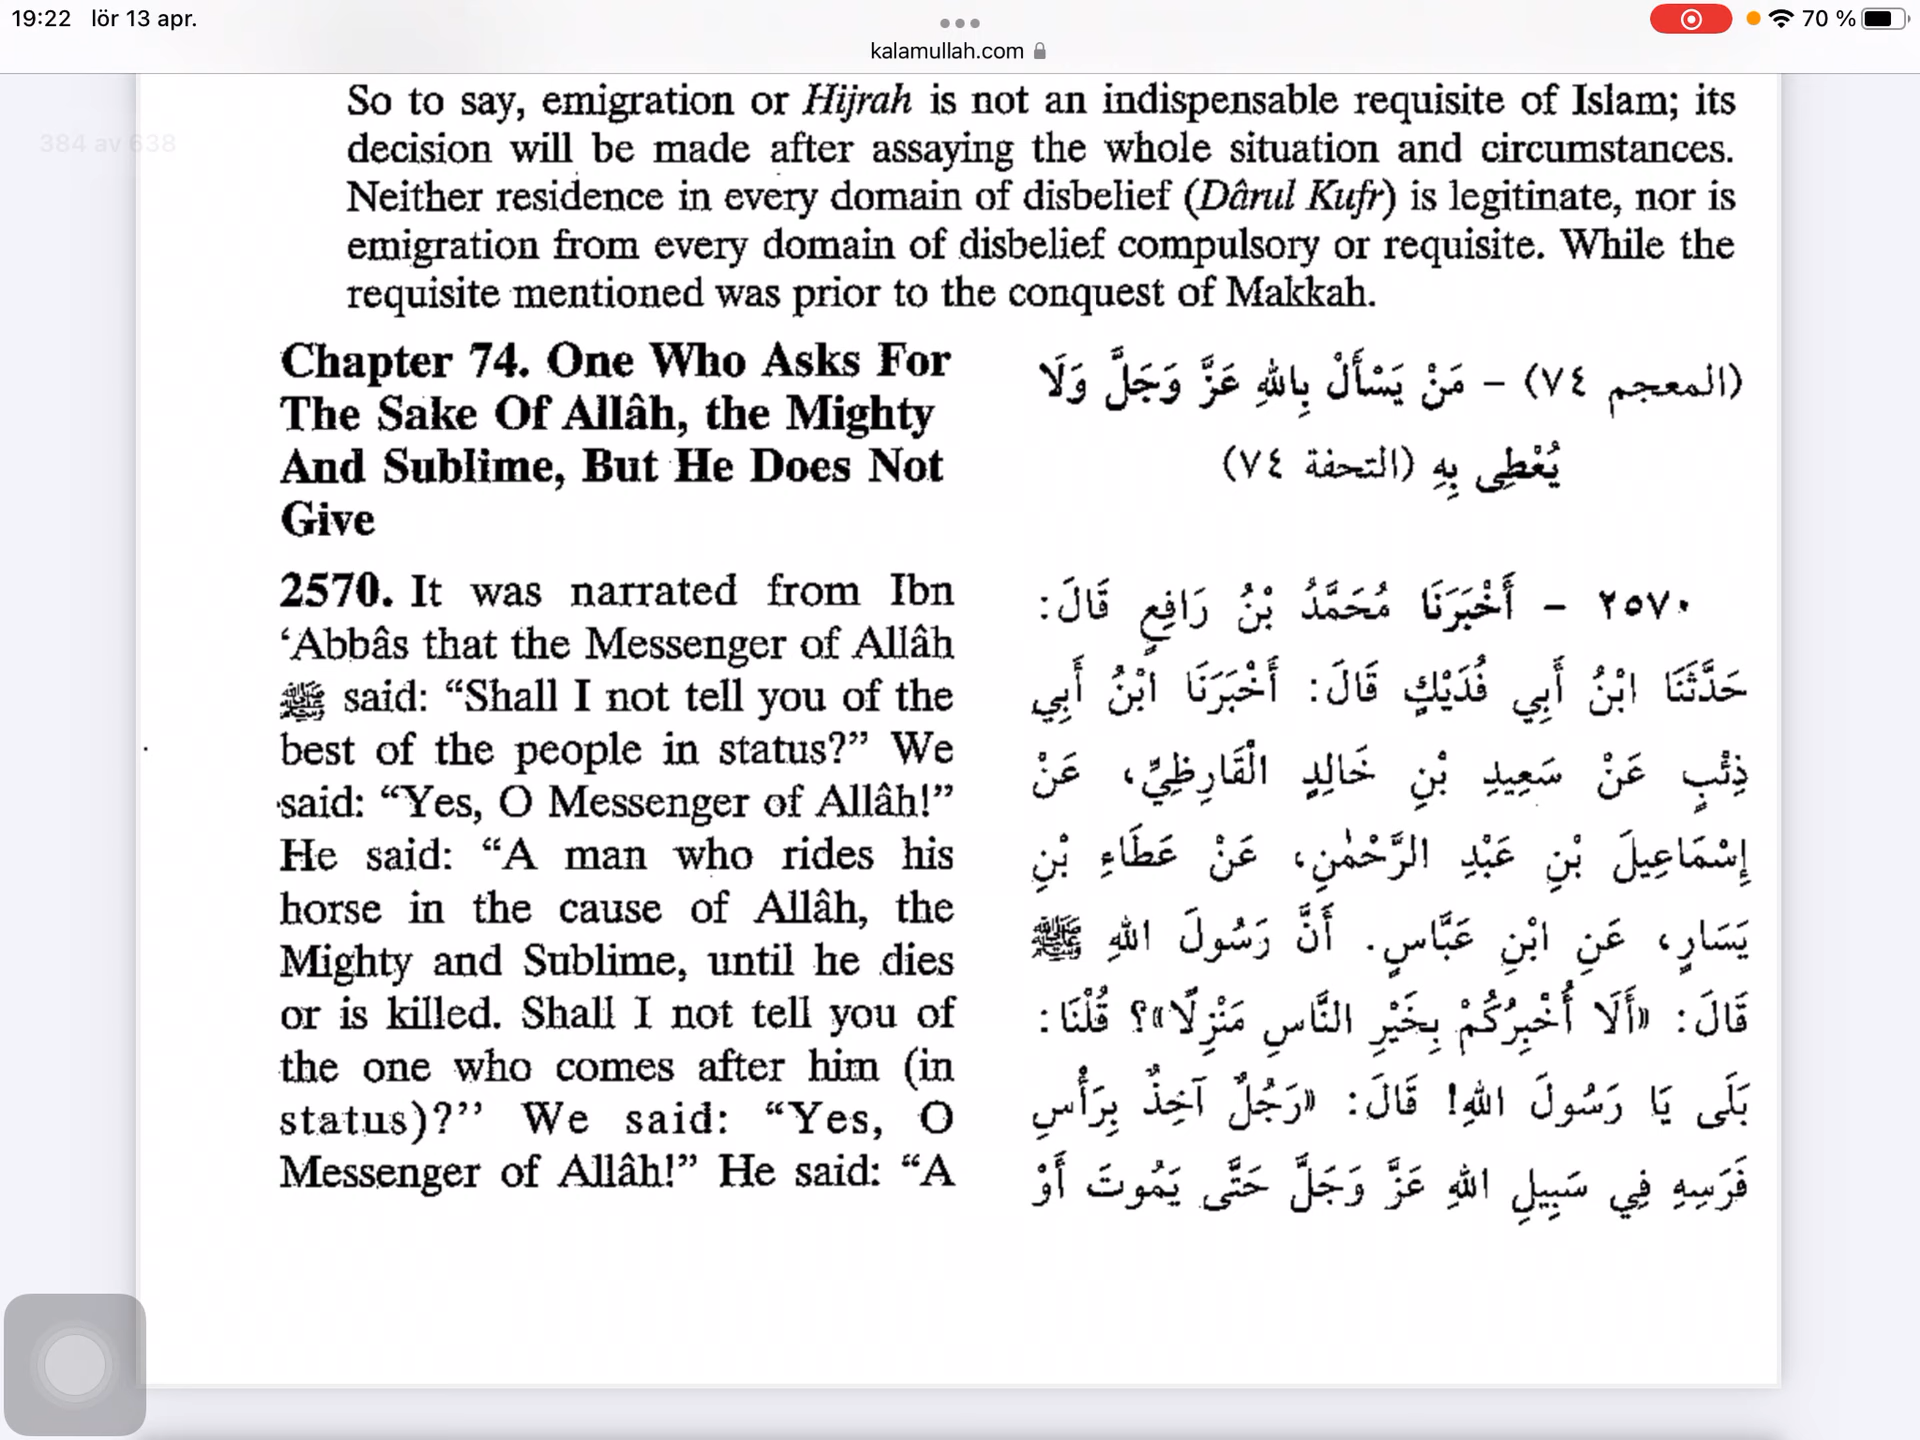 19:22 lör 13 apr.
70 %
kalamullah.com
384 av 638
So to say, emigration or Hijrah is not an indispensable requisite of Islam; its
decision will be made after assaying the whole situation and circumstances.
Neither residence in every domain of disbelief (Dârul Kufr) is legitinate, nor is
emigration from every domain of disbelief compulsory or requisite. While the
requisite mentioned was prior to the conquest of Makkah.
Chapter 74. One Who Asks For
The Sake Of Allâh, the Mighty
And Sublime, But He Does Not
Give
(المعجم ٧٤) - مَنْ يَسْأَلْ بِاللهِ عَزَّ وَجَلَّ وَلَا
يُعْطِى بِهِ (التحفة ٧٤)
2570. It was narrated from Ibn
‘Abbâs that the Messenger of Allâh
ﷺ said: “Shall I not tell you of the
best of the people in status?” We
said: “Yes, O Messenger of Allâh!”
He said: “A man who rides his
horse in the cause of Allâh, the
Mighty and Sublime, until he dies
or is killed. Shall I not tell you of
the one who comes after him (in
status)?’’ We said: “Yes, O
Messenger of Allâh!” He said: “A
٢٥٧٠ - أَخْبَرَنَا مُحَمَّدُ بْنُ رَافِعٍ قَالَ:
حَدَّثَنَا ابْنُ أَبِي فُدَيْكٍ قَالَ: أَخْبَرَنَا ابْنُ أَبِي
ذِئْبٍ عَنْ سَعِيدِ بْنِ خَالِدٍ الْقَارِظِيِّ، عَنْ
إِسْمَاعِيلَ بْنِ عَبْدِ الرَّحْمٰنِ، عَنْ عَطَاءِ بْنِ
يَسَارٍ، عَنِ ابْنِ عَبَّاسٍ. أَنَّ رَسُولَ اللهِ ﷺ
قَالَ: «أَلَا أُخْبِرُكُمْ بِخَيْرِ النَّاسِ مَنْزِلًا»؟ قُلْنَا:
بَلَى يَا رَسُولَ اللهِ! قَالَ: «رَجُلٌ آخِذٌ بِرَأْسِ
فَرَسِهِ فِي سَبِيلِ اللهِ عَزَّ وَجَلَّ حَتَّى يَمُوتَ أَوْ